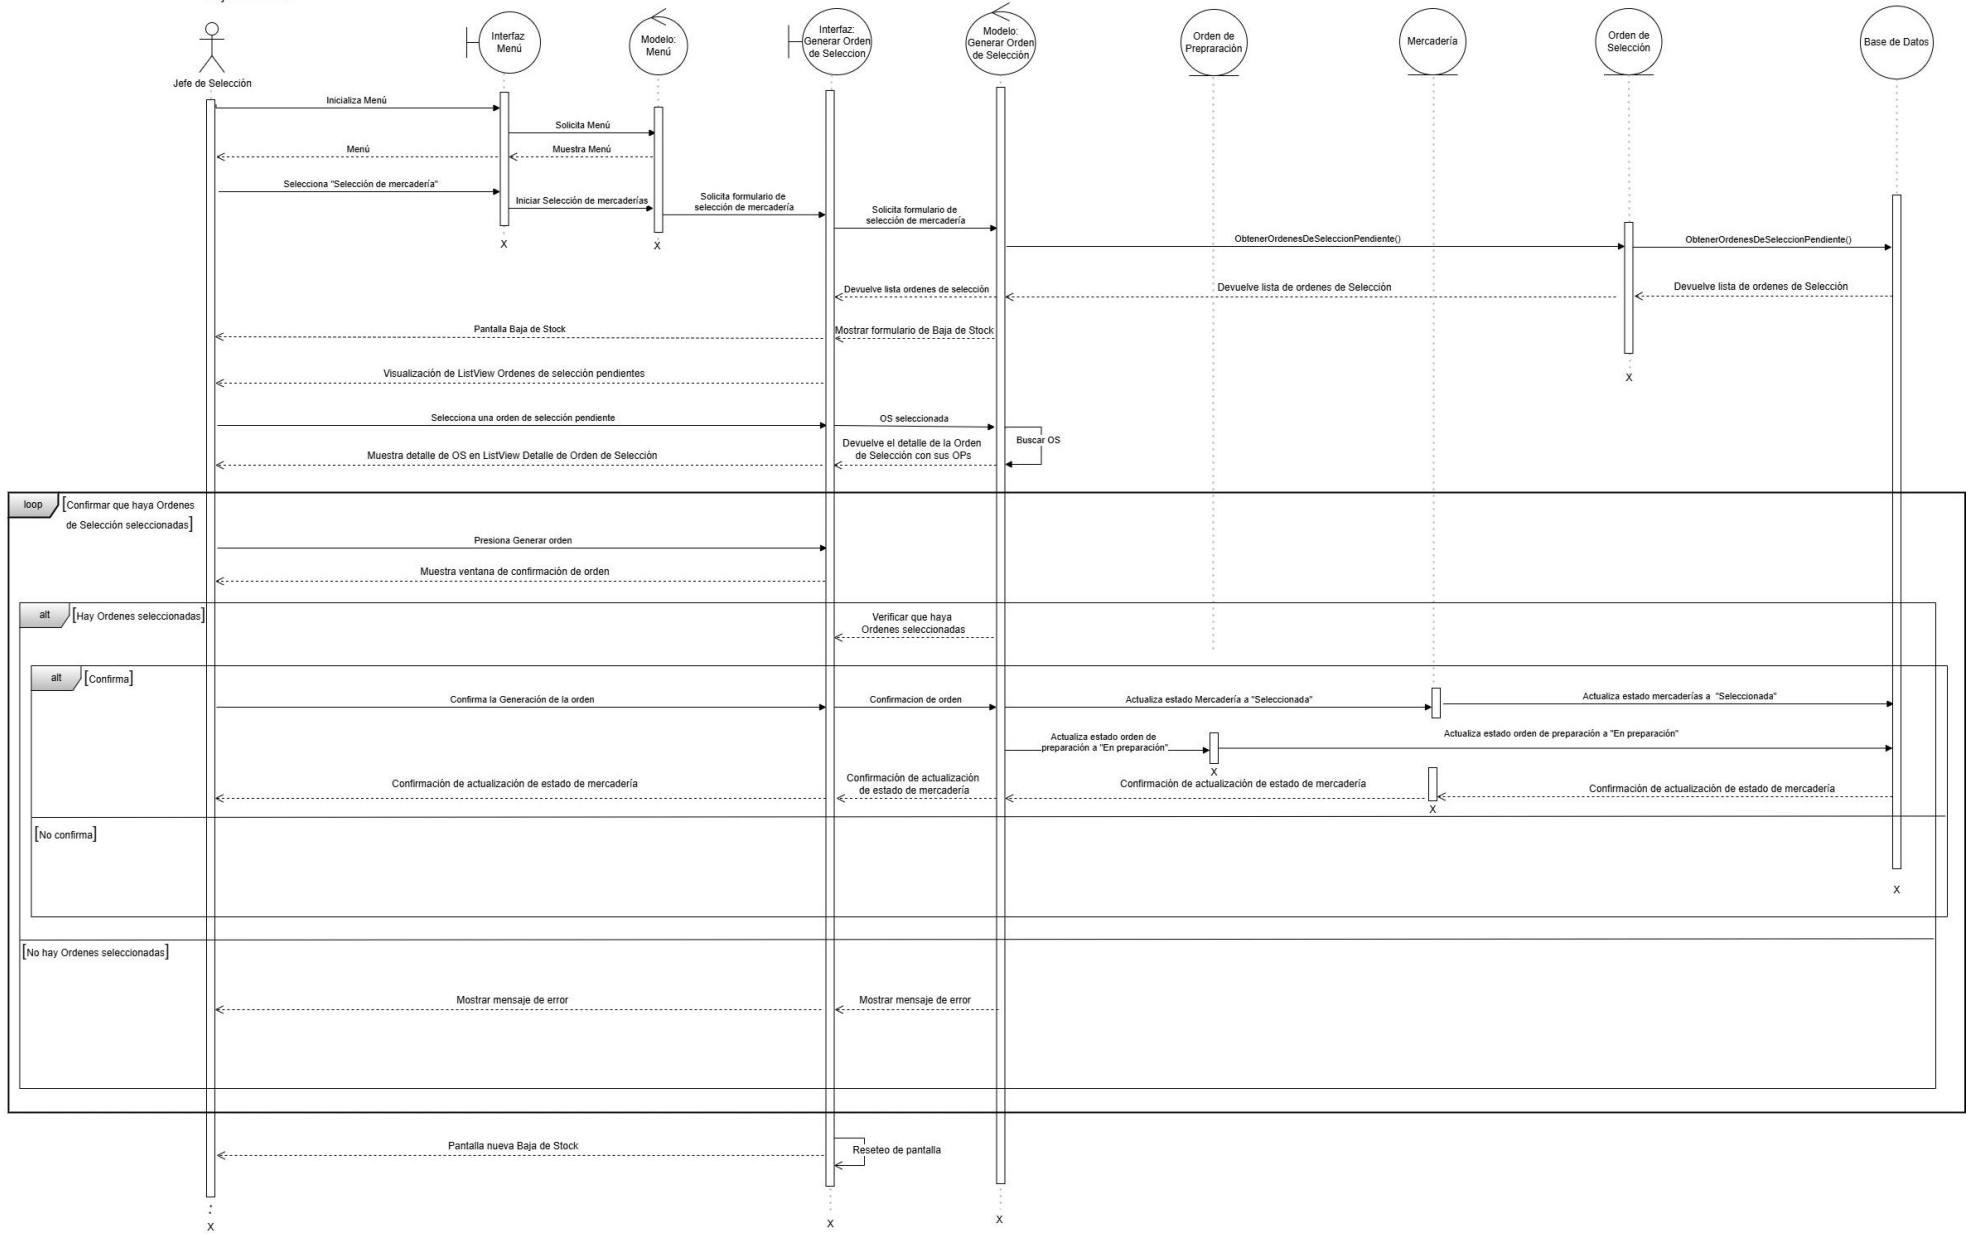 Jefe de Selección
Interfaz
Menú
Modelo:
Menú
Interfaz:
Generar Orden
de Seleccion
Modelo:
Generar Orden
de Selección
Orden de
Prepraración
Mercadería
Orden de
Selección
Base de Datos
Inicializa Menú
Solicita Menú
Menú
Muestra Menú
Selecciona "Selección de mercadería"
Iniciar Selección de mercaderías
Solicita formulario de
selección de mercadería
Solicita formulario de
selección de mercadería
ObtenerOrdenesDeSeleccionPendiente()
ObtenerOrdenesDeSeleccionPendiente()
X
X
Devuelve lista ordenes de selección
Devuelve lista de ordenes de Selección
Devuelve lista de ordenes de Selección
Pantalla Baja de Stock
Mostrar formulario de Baja de Stock
Visualización de ListView Ordenes de selección pendientes
X
Selecciona una orden de selección pendiente
OS seleccionada
Buscar OS
Muestra detalle de OS en ListView Detalle de Orden de Selección
Devuelve el detalle de la Orden
de Selección con sus OPs
loop
[Confirmar que haya Ordenes
de Selección seleccionadas]
Presiona Generar orden
Muestra ventana de confirmación de orden
alt
[Hay Ordenes seleccionadas]
Verificar que haya
Ordenes seleccionadas
alt
[Confirma]
Confirma la Generación de la orden
Confirmacion de orden
Actualiza estado Mercadería a "Seleccionada"
Actualiza estado mercaderías a "Seleccionada"
Actualiza estado orden de
preparación a "En preparación"
Actualiza estado orden de preparación a "En preparación"
X
Confirmación de actualización de estado de mercadería
Confirmación de actualización
de estado de mercadería
Confirmación de actualización de estado de mercadería
Confirmación de actualización de estado de mercadería
X
[No confirma]
X
[No hay Ordenes seleccionadas]
Mostrar mensaje de error
Mostrar mensaje de error
Pantalla nueva Baja de Stock
Reseteo de pantalla
X
X
X